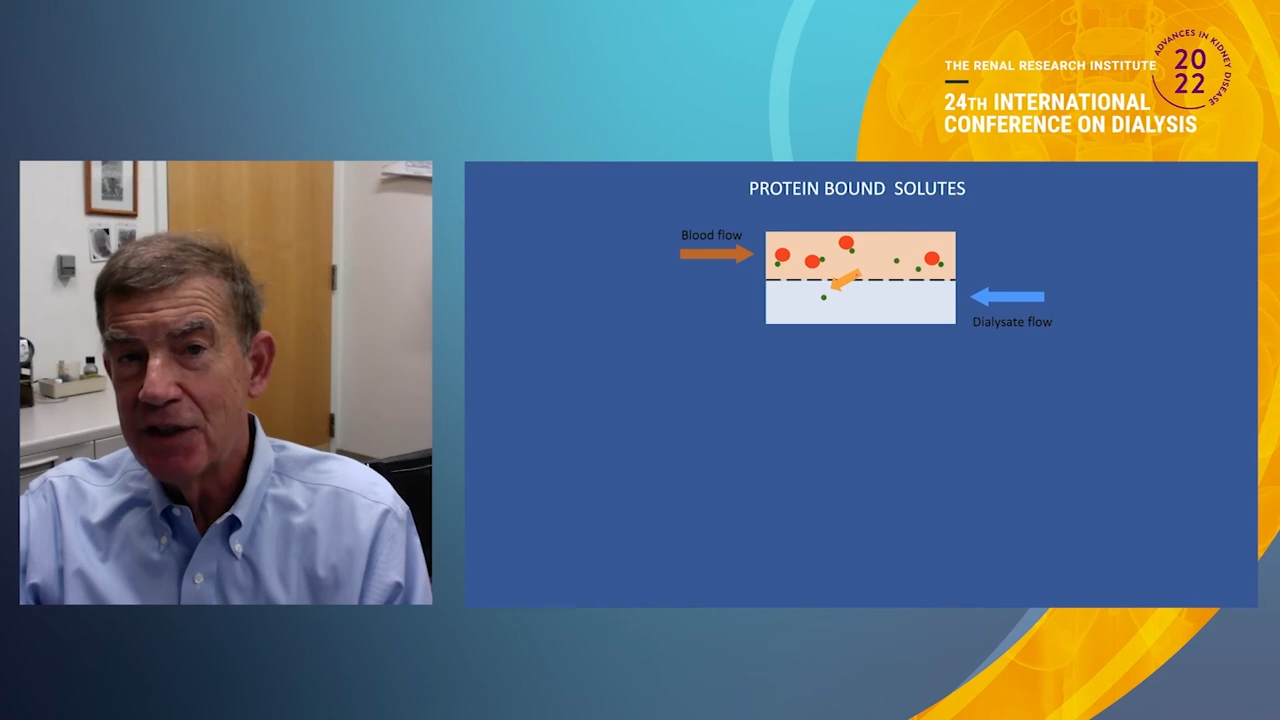 THE RENAL RESEARCH INSTITUTE
24TH INTERNATIONAL
CONFERENCE ON DIALYSIS
ADVANCES IN KIDNEY DISEASE
20
22
PROTEIN BOUND SOLUTES
Blood flow
Dialysate flow